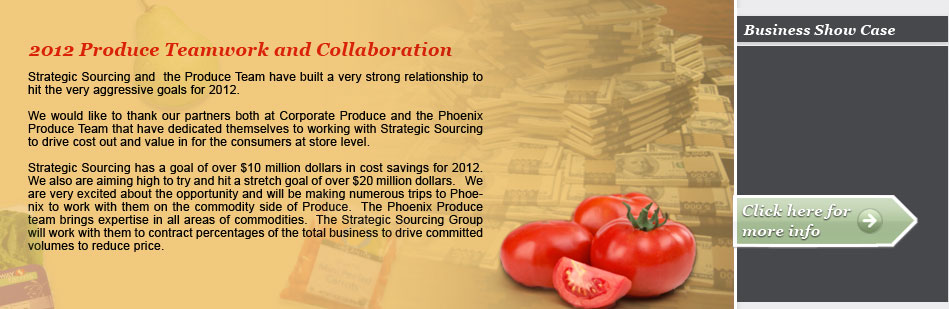 2012 Produce Teamwork and Collaboration
Strategic Sourcing and  the Produce Team have built a very strong relationship to
hit the very aggressive goals for 2012.
We would like to thank our partners both at Corporate Produce and the Phoenix
Produce Team that have dedicated themselves to working with Strategic Sourcing
to drive cost out and value in for the consumers at store level.
Strategic Sourcing has a goal of over $10 million dollars in cost savings for 2012.
We also are aiming high to try and hit a stretch goal of over $20 million dollars.   We
are very excited about the opportunity and will be making numerous trips to Phoe-
nix to work with them on the commodity side of Produce.  The Phoenix Produce
team brings expertise in all areas of commodities.  The Strategic Sourcing Group
will work with them to contract percentages of the total business to drive committed
volumes to reduce price.
Business Show Case
Click here for
more info